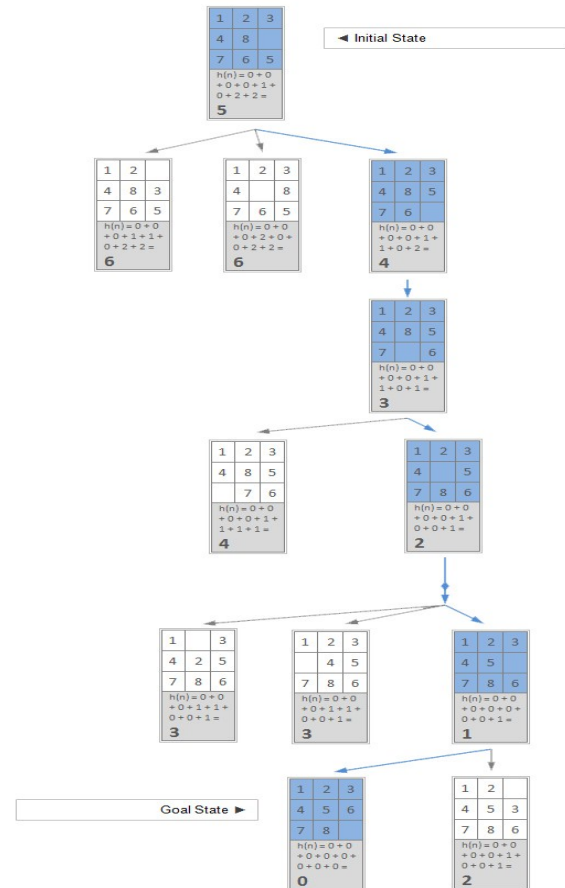 1 2 3
4 8
7 6 5
h(n) = 0 + 0
+ 0 + 0 + 1 +
0 + 2 + 2 =
5
◄ Initial State
1 2
4 8 3
7 6 5
h(n) = 0 + 0
+ 0 + 1 + 1 +
0 + 2 + 2 =
6
1 2 3
4 8
7 6 5
h(n) = 0 + 0
+ 0 + 2 + 0 +
0 + 2 + 2 =
6
1 2 3
4 8 5
7 6
h(n) = 0 + 0
+ 0 + 0 + 1 +
1 + 0 + 2 =
4
1 2 3
4 8 5
7 6
h(n) = 0 + 0
+ 0 + 0 + 1 +
1 + 0 + 1 =
3
1 2 3
4 8 5
7 6
h(n) = 0 + 0
+ 0 + 0 + 1 +
1 + 1 + 1 =
4
1 2 3
4 5
7 8 6
h(n) = 0 + 0
+ 0 + 0 + 1 +
0 + 0 + 1 =
2
1 3
4 2 5
7 8 6
h(n) = 0 + 0
+ 0 + 1 + 1 +
0 + 0 + 1 =
3
1 2 3
4 5
7 8 6
h(n) = 0 + 0
+ 0 + 1 + 1 +
0 + 0 + 1 =
3
1 2 3
4 5
7 8 6
h(n) = 0 + 0
+ 0 + 0 + 0 +
0 + 0 + 1 =
1
Goal State ►
1 2 3
4 5 6
7 8
h(n) = 0 + 0
+ 0 + 0 + 0 +
0 + 0 + 0 =
0
1 2
4 5 3
7 8 6
h(n) = 0 + 0
+ 0 + 0 + 1 +
0 + 0 + 1 =
2